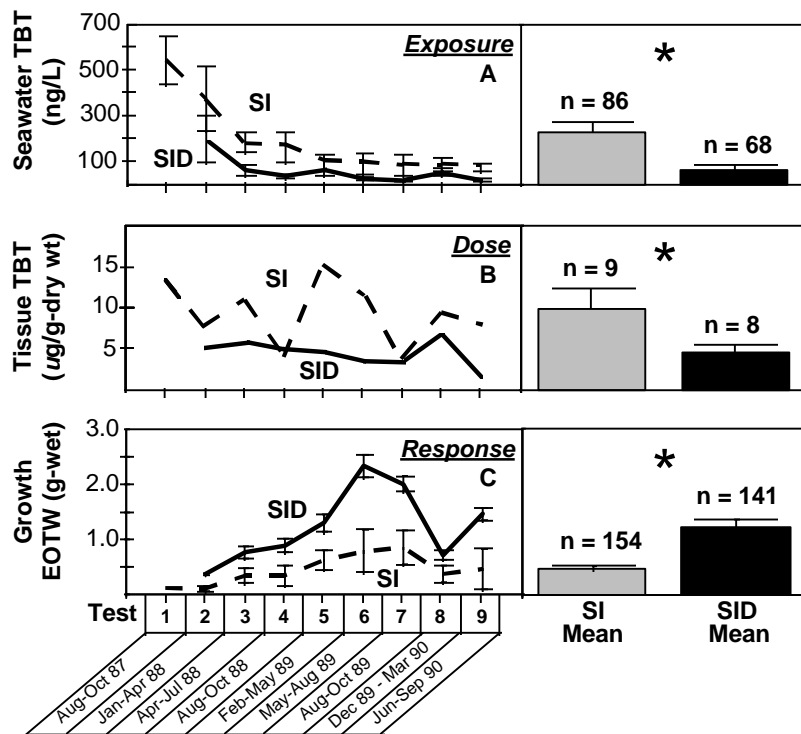 Seawater TBT
(ng/L)
700
500
300
100
Exposure
A
SI
SID
*
n = 86
n = 68
Tissue TBT
(ug/g-dry wt)
15
10
5
Dose
B
SI
SID
*
n = 9
n = 8
Growth
EOTW (g-wet)
3.0
2.0
1.0
Response
C
SID
SI
*
n = 154
n = 141
Test 1 2 3 4 5 6 7 8 9
SI
Mean
SID
Mean
Aug-Oct 87
Jan-Apr 88
Apr-Jul 88
Aug-Oct 88
Feb-May 89
May-Aug 89
Aug-Oct 89
Dec 89 - Mar 90
Jun-Sep 90